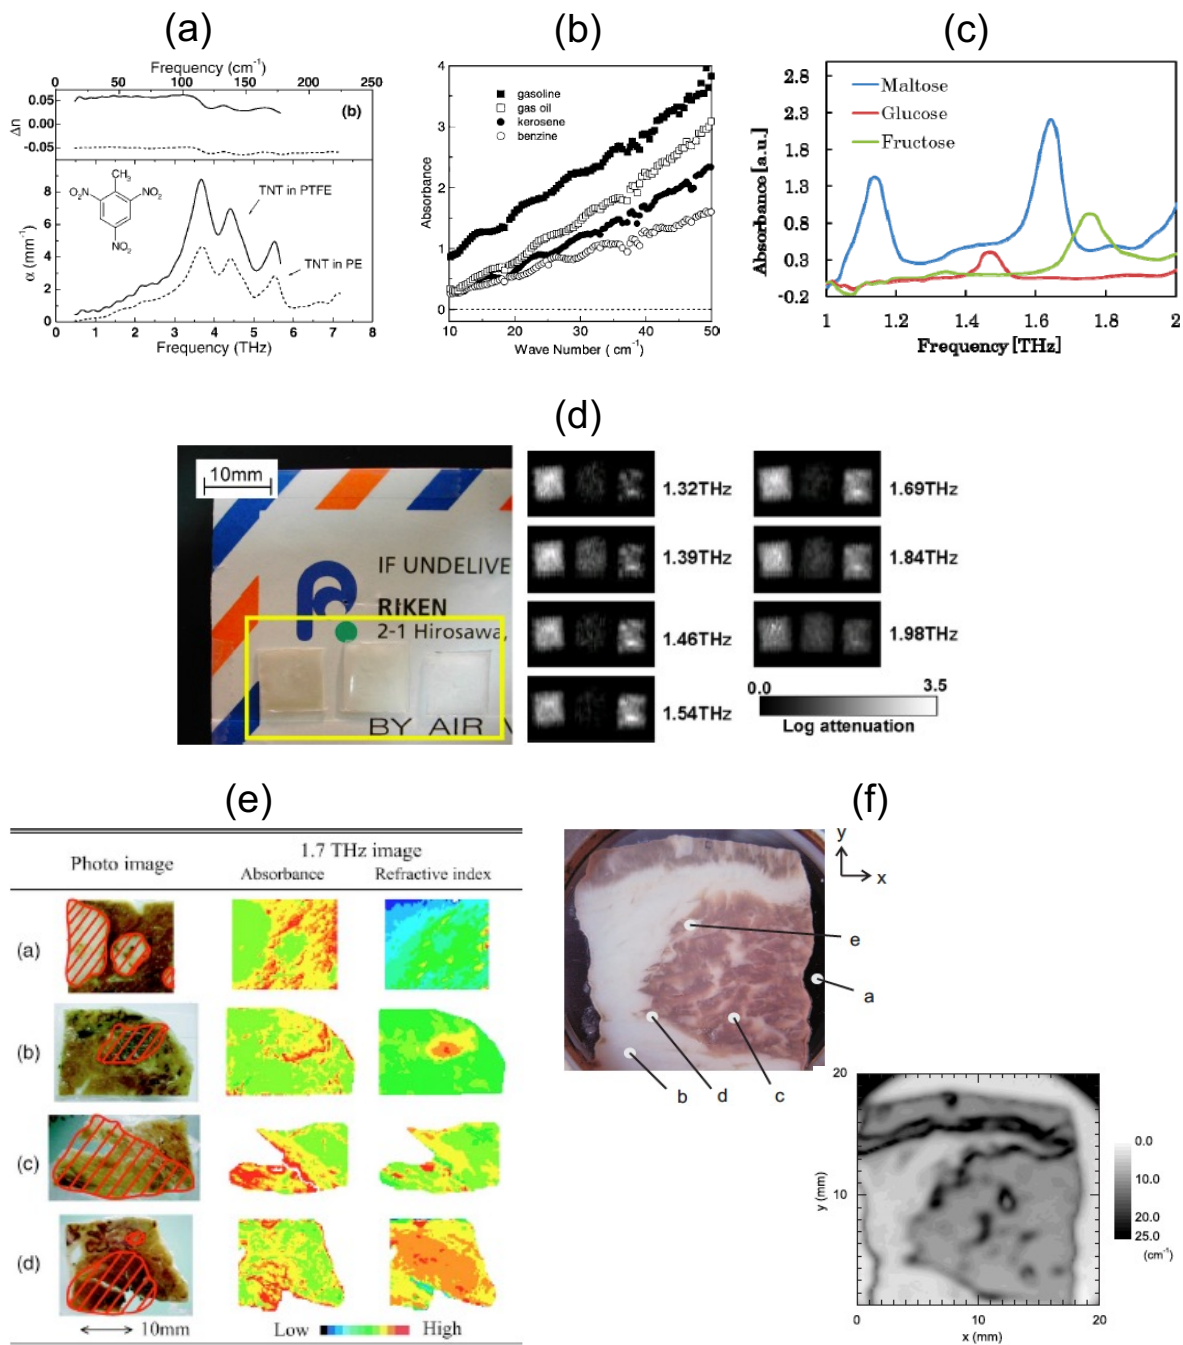 (a)
Frequency (cm⁻¹)
0 50 100 150 200 250
Δn
0.05
0.00
-0.05
(b)
α (mm⁻¹)
8
6
4
2
0
CH₃
O₂N NO₂
NO₂
TNT in PTFE
TNT in PE
0 1 2 3 4 5 6 7 8
Frequency (THz)
(b)
Absorbance
4
3
2
1
0
gasoline
gas oil
kerosene
benzine
10 20 30 40 50
Wave Number ( cm⁻¹)
(c)
Absorbance [a.u.]
2.8
2.3
1.8
1.3
0.8
0.3
-0.2
Maltose
Glucose
Fructose
1 1.2 1.4 1.6 1.8 2
Frequency [THz]
(d)
10mm
IF UNDELIVE
RIKEN
2-1 Hirosawa,
BY AIR
1.32THz
1.39THz
1.46THz
1.54THz
1.69THz
1.84THz
1.98THz
0.0 3.5
Log attenuation
(e)
Photo image
1.7 THz image
Absorbance Refractive index
(a)
(b)
(c)
(d)
10mm
Low High
(f)
y
x
e
a
b d c
20
10
y (mm)
0 10 20
x (mm)
0.0
10.0
20.0
25.0
(cm⁻¹)